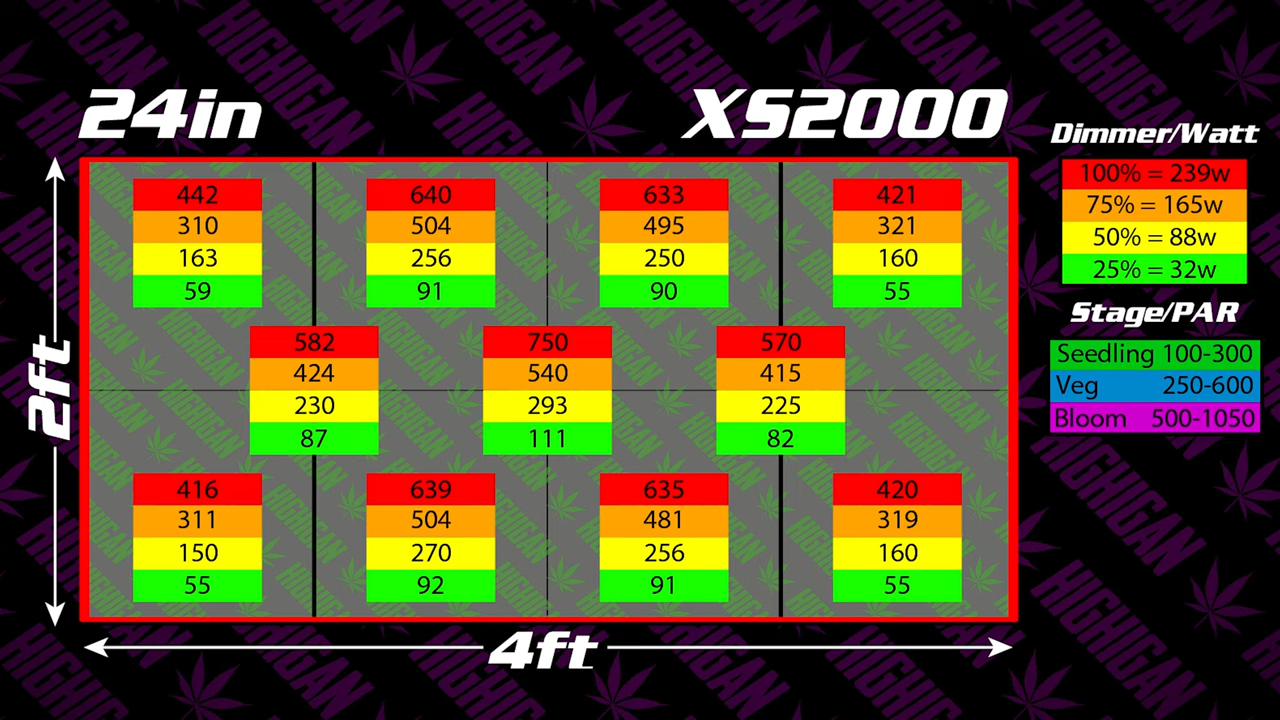 24in
XS2000
Dimmer/Watt
100% = 239w
75% = 165w
50% = 88w
25% = 32w
Stage/PAR
Seedling 100-300
Veg 250-600
Bloom 500-1050
2ft
442 640 633 421
310 504 495 321
163 256 250 160
59 91 90 55
582 750 570
424 540 415
230 293 225
87 111 82
416 639 635 420
311 504 481 319
150 270 256 160
55 92 91 55
4ft
HIGHIGAN